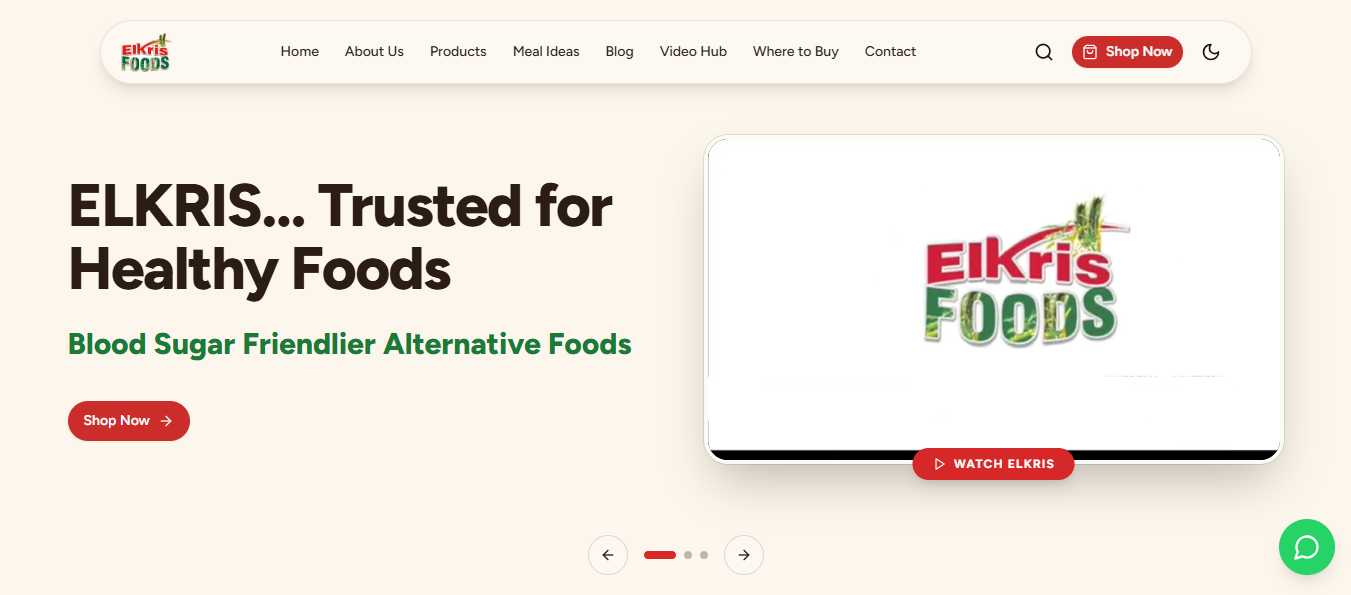 Elkris
FOODS
Home About Us Products Meal Ideas Blog Video Hub Where to Buy Contact
Shop Now
ELKRIS... Trusted for
Healthy Foods
Blood Sugar Friendlier Alternative Foods
Shop Now
Elkris
FOODS
WATCH ELKRIS